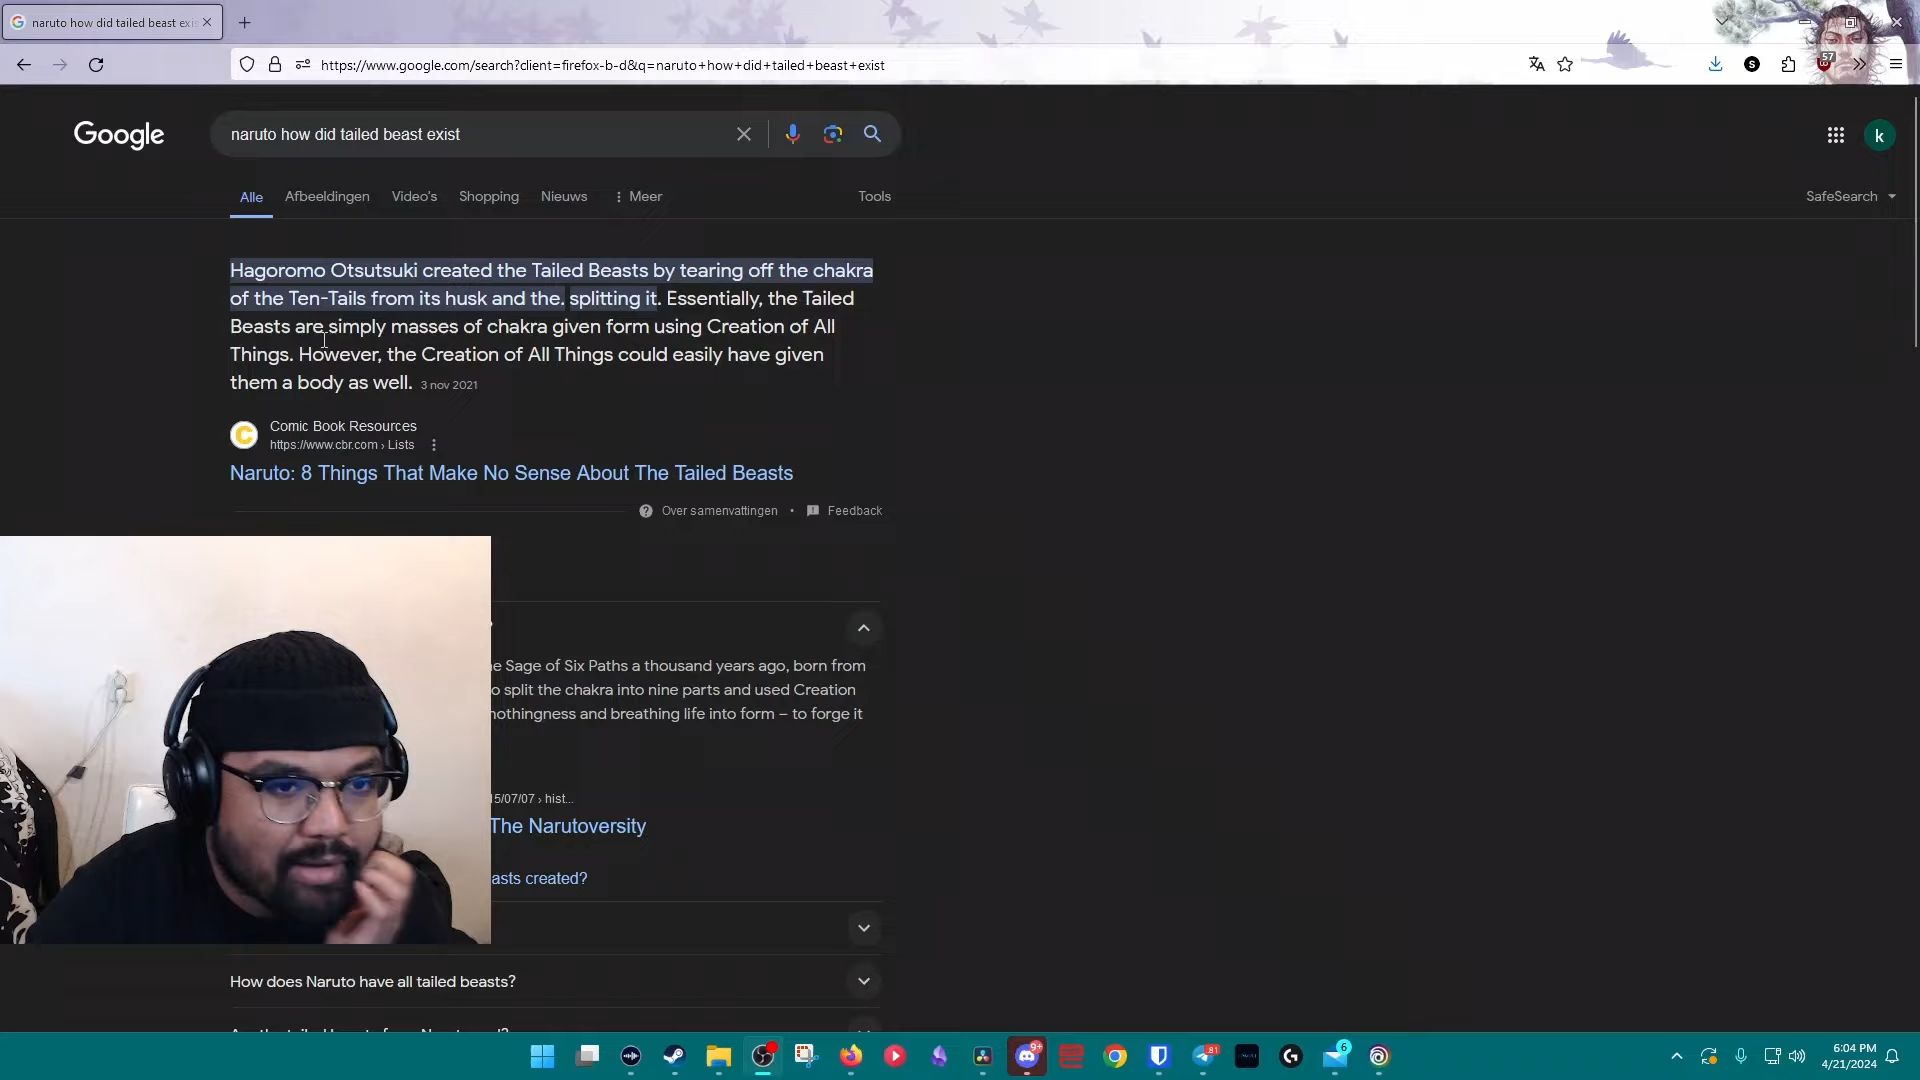 naruto how did tailed beast exis
https://www.google.com/search?client=firefox-b-d&q=naruto+how+did+tailed+beast+exist
57
Google
naruto how did tailed beast exist
k
Alle
Afbeeldingen
Video's
Shopping
Nieuws
Meer
Tools
SafeSearch
Hagoromo Otsutsuki created the Tailed Beasts by tearing off the chakra
of the Ten-Tails from its husk and the. splitting it. Essentially, the Tailed
Beasts are simply masses of chakra given form using Creation of All
Things. However, the Creation of All Things could easily have given
them a body as well. 3 nov 2021
Comic Book Resources
https://www.cbr.com › Lists
Naruto: 8 Things That Make No Sense About The Tailed Beasts
Over samenvattingen • Feedback
e Sage of Six Paths a thousand years ago, born from
o split the chakra into nine parts and used Creation
nothingness and breathing life into form – to forge it
15/07/07 › hist...
The Narutoversity
asts created?
How does Naruto have all tailed beasts?
9+
81
6
6:04 PM
4/21/2024